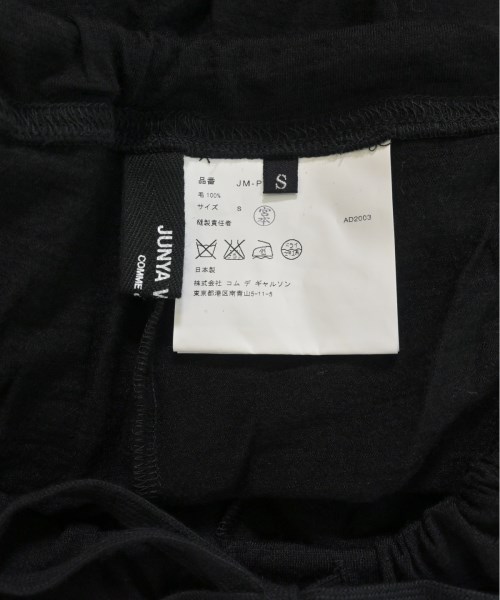 JUNYA
COMME
S
品番 JM-P
毛 100%
サイズ S
縫製責任者
AD2003
日本製
株式会社 コム デ ギャルソン
東京都港区南青山5-11-5